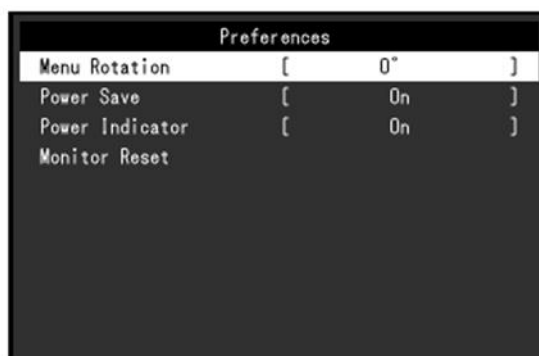 Preferences
Menu Rotation [ 0° ]
Power Save [ On ]
Power Indicator [ On ]
Monitor Reset